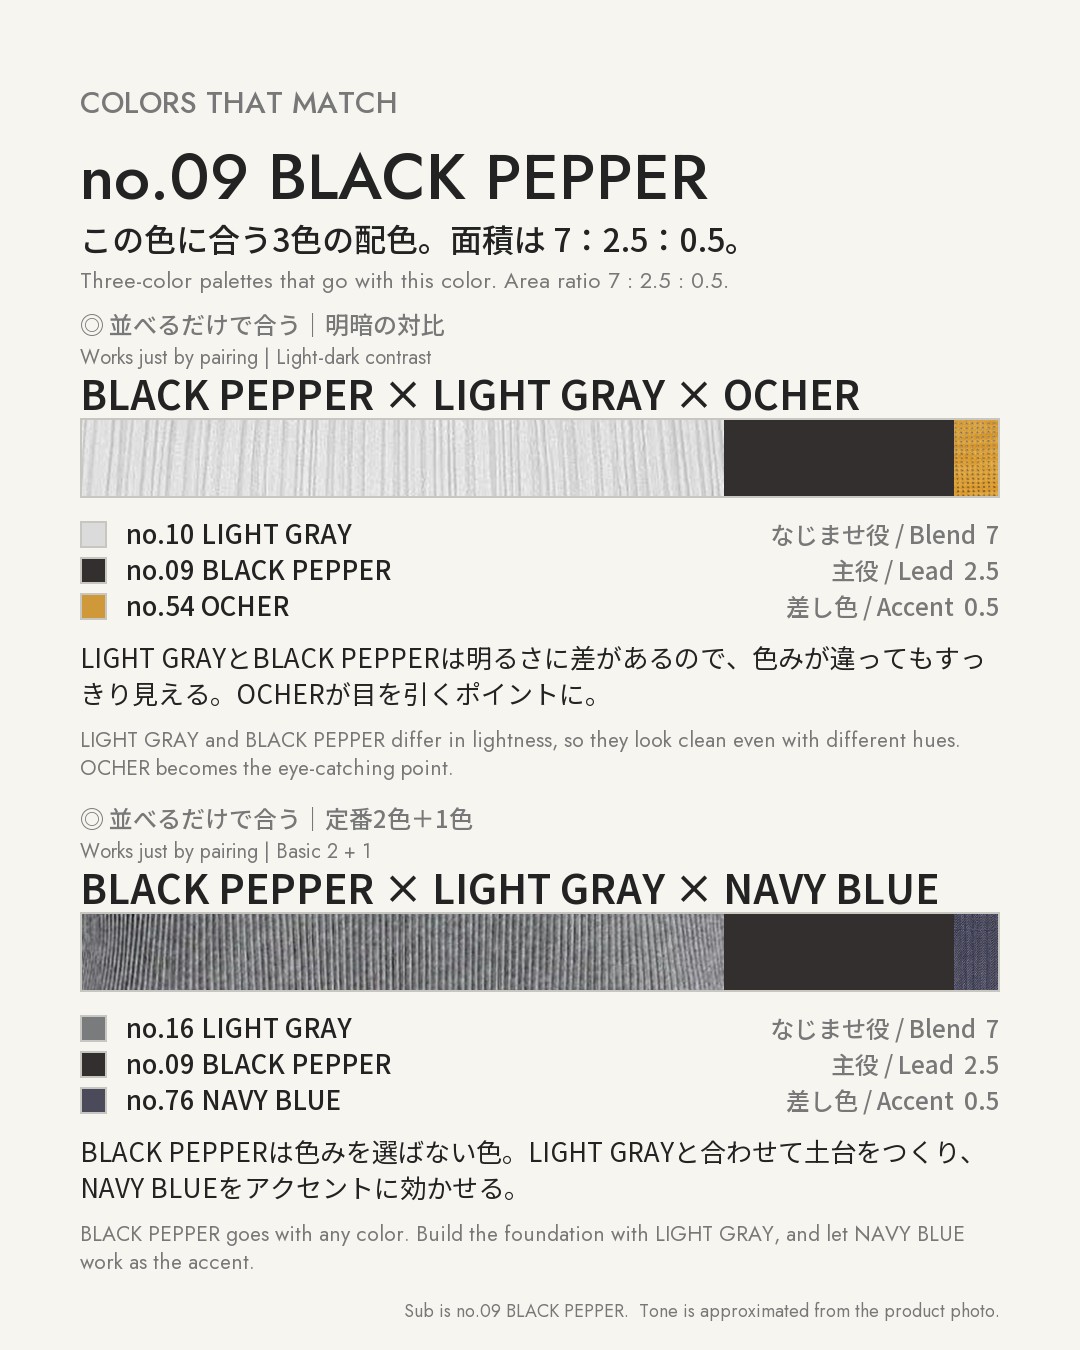 COLORS THAT MATCH
no.09 BLACK PEPPER
この色に合う3色の配色。面積は 7：2.5：0.5。
Three-color palettes that go with this color. Area ratio 7 : 2.5 : 0.5.
◎ 並べるだけで合う｜明暗の対比
Works just by pairing | Light-dark contrast
BLACK PEPPER × LIGHT GRAY × OCHER
no.10 LIGHT GRAY なじませ役 / Blend 7
no.09 BLACK PEPPER 主役 / Lead 2.5
no.54 OCHER 差し色 / Accent 0.5
LIGHT GRAYとBLACK PEPPERは明るさに差があるので、色みが違ってもすっ
きり見える。OCHERが目を引くポイントに。
LIGHT GRAY and BLACK PEPPER differ in lightness, so they look clean even with different hues.
OCHER becomes the eye-catching point.
◎ 並べるだけで合う｜定番2色＋1色
Works just by pairing | Basic 2 + 1
BLACK PEPPER × LIGHT GRAY × NAVY BLUE
no.16 LIGHT GRAY なじませ役 / Blend 7
no.09 BLACK PEPPER 主役 / Lead 2.5
no.76 NAVY BLUE 差し色 / Accent 0.5
BLACK PEPPERは色みを選ばない色。LIGHT GRAYと合わせて土台をつくり、
NAVY BLUEをアクセントに効かせる。
BLACK PEPPER goes with any color. Build the foundation with LIGHT GRAY, and let NAVY BLUE
work as the accent.
Sub is no.09 BLACK PEPPER. Tone is approximated from the product photo.